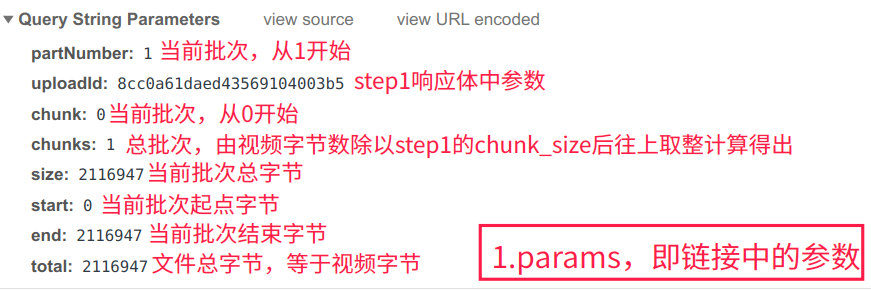 Query String Parameters view source view URL encoded
partNumber: 1 当前批次，从1开始
uploadId: 8cc0a61daed43569104003b5 step1响应体中参数
chunk: 0 当前批次，从0开始
chunks: 1 总批次，由视频字节数除以step1的chunk_size后往上取整计算得出
size: 2116947 当前批次总字节
start: 0 当前批次起点字节
end: 2116947 当前批次结束字节
total: 2116947 文件总字节，等于视频字节
1.params，即链接中的参数